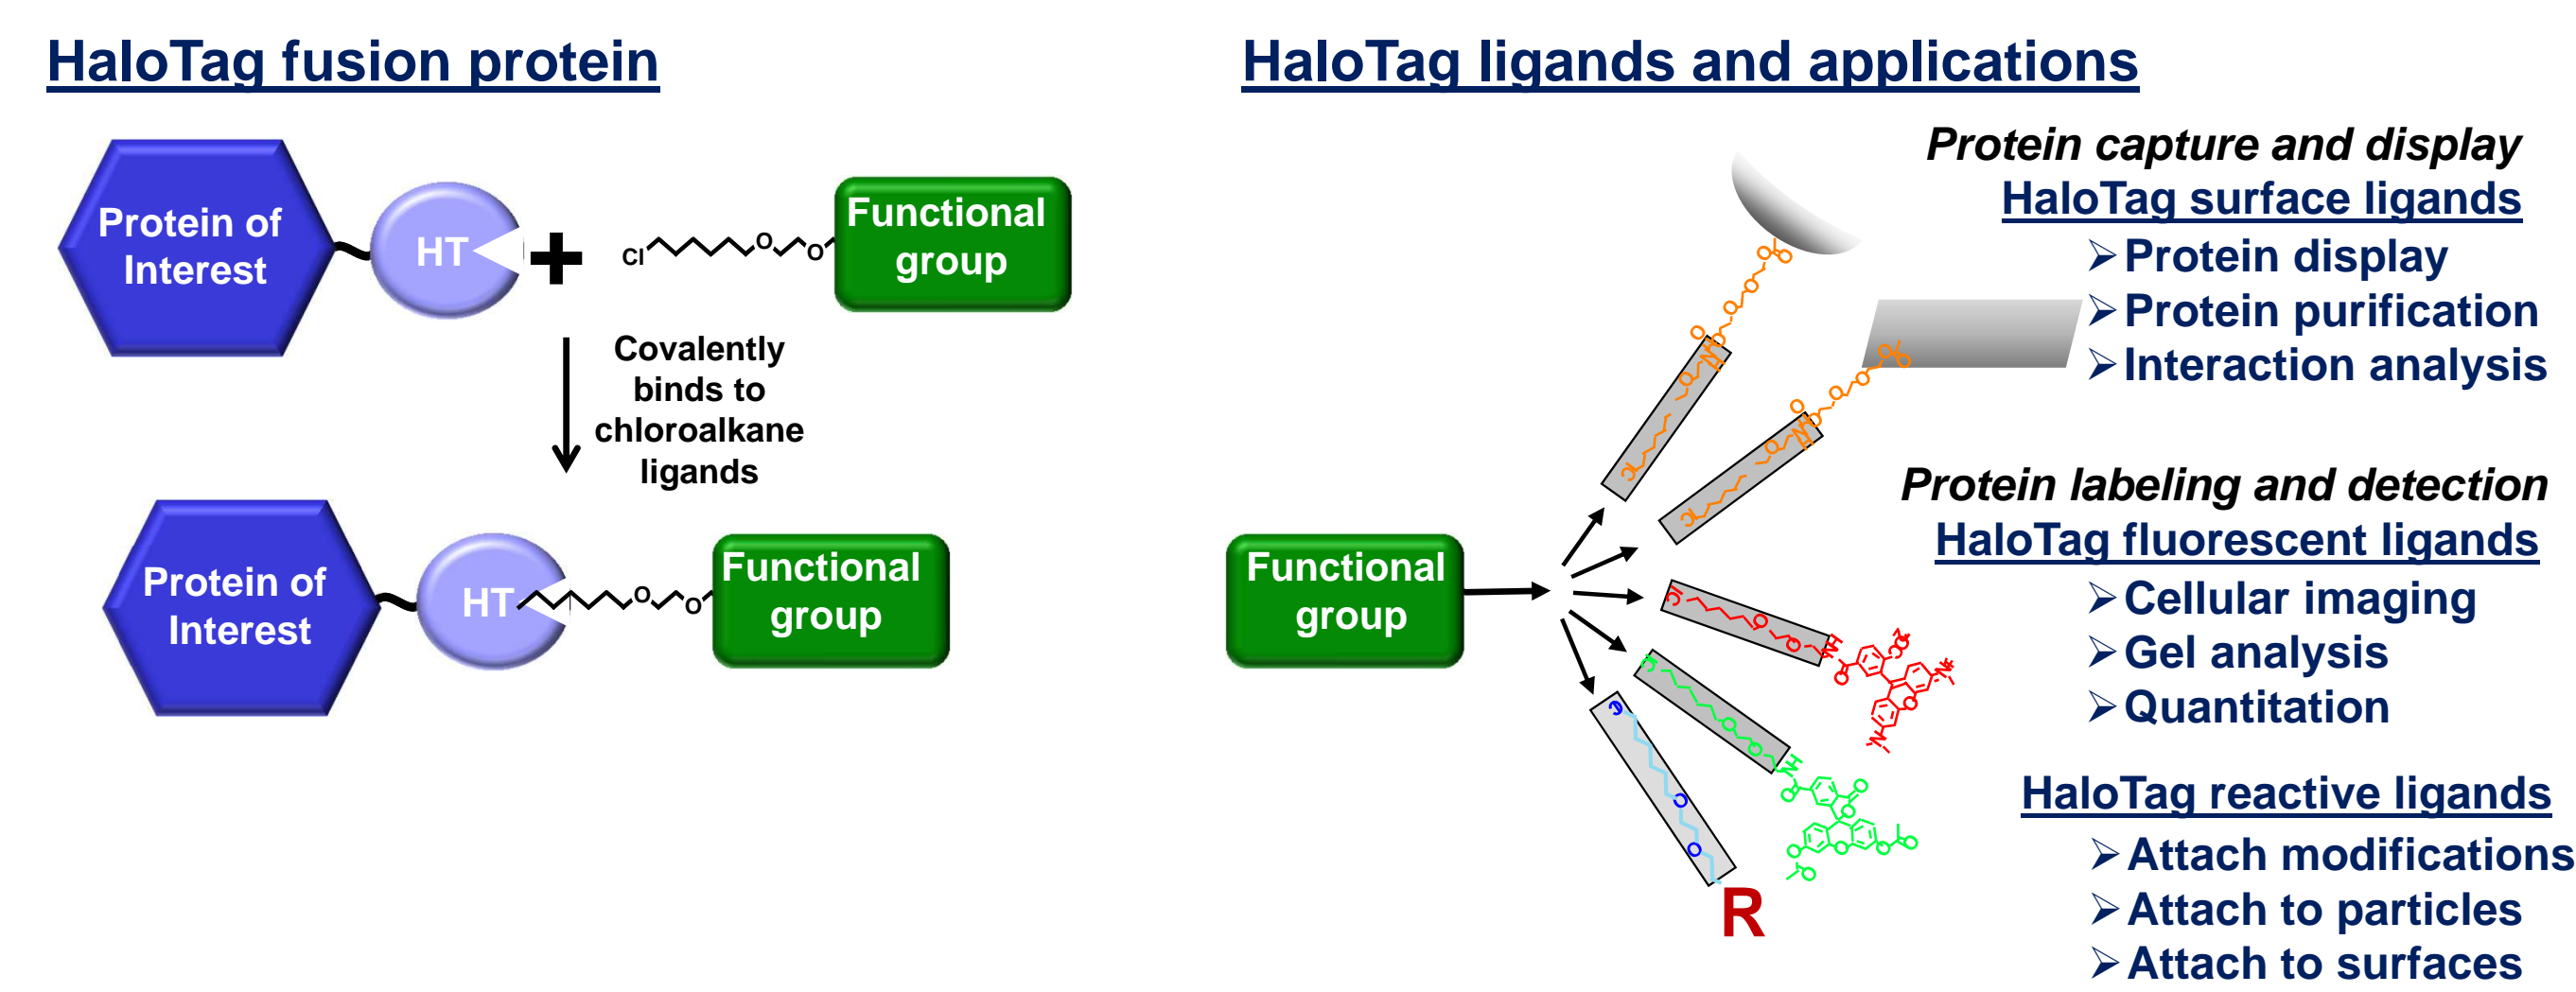 HaloTag fusion protein
Protein of
Interest
HT
+
Cl
O
O
Functional
group
Covalently
binds to
chloroalkane
ligands
Protein of
Interest
HT
O
O
Functional
group
HaloTag ligands and applications
Functional
group
R
Protein capture and display
HaloTag surface ligands
➢Protein display
➢Protein purification
➢Interaction analysis
Protein labeling and detection
HaloTag fluorescent ligands
➢Cellular imaging
➢Gel analysis
➢Quantitation
HaloTag reactive ligands
➢Attach modifications
➢Attach to particles
➢Attach to surfaces